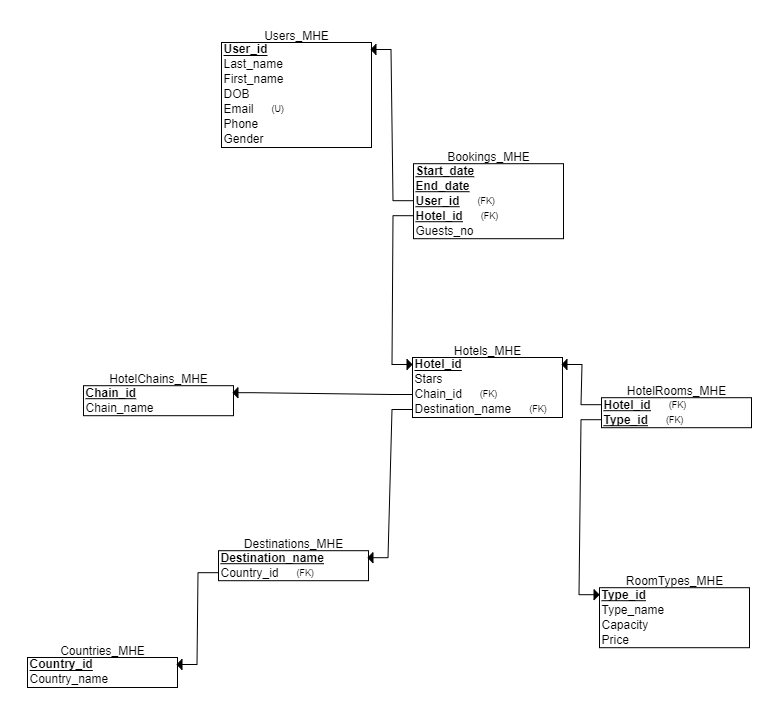 Users_MHE
User_id
Last_name
First_name
DOB
Email (U)
Phone
Gender
Bookings_MHE
Start_date
End_date
User_id (FK)
Hotel_id (FK)
Guests_no
Hotels_MHE
Hotel_id
Stars
Chain_id (FK)
Destination_name (FK)
HotelChains_MHE
Chain_id
Chain_name
HotelRooms_MHE
Hotel_id (FK)
Type_id (FK)
Destinations_MHE
Destination_name
Country_id (FK)
RoomTypes_MHE
Type_id
Type_name
Capacity
Price
Countries_MHE
Country_id
Country_name